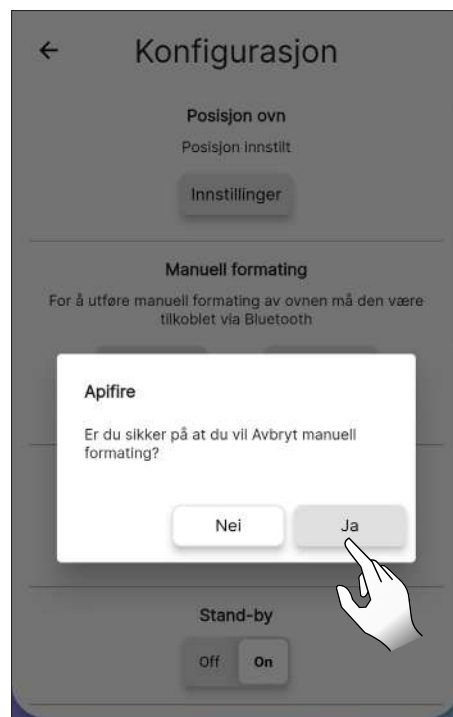 Konfigurasjon
Posisjon ovn
Posisjon innstilt
Innstillinger
Manuell formating
For å utføre manuell formating av ovnen må den være
tilkoblet via Bluetooth
Apifire
Er du sikker på at du vil Avbryt manuell
formating?
Nei
Ja
Stand-by
Off
On